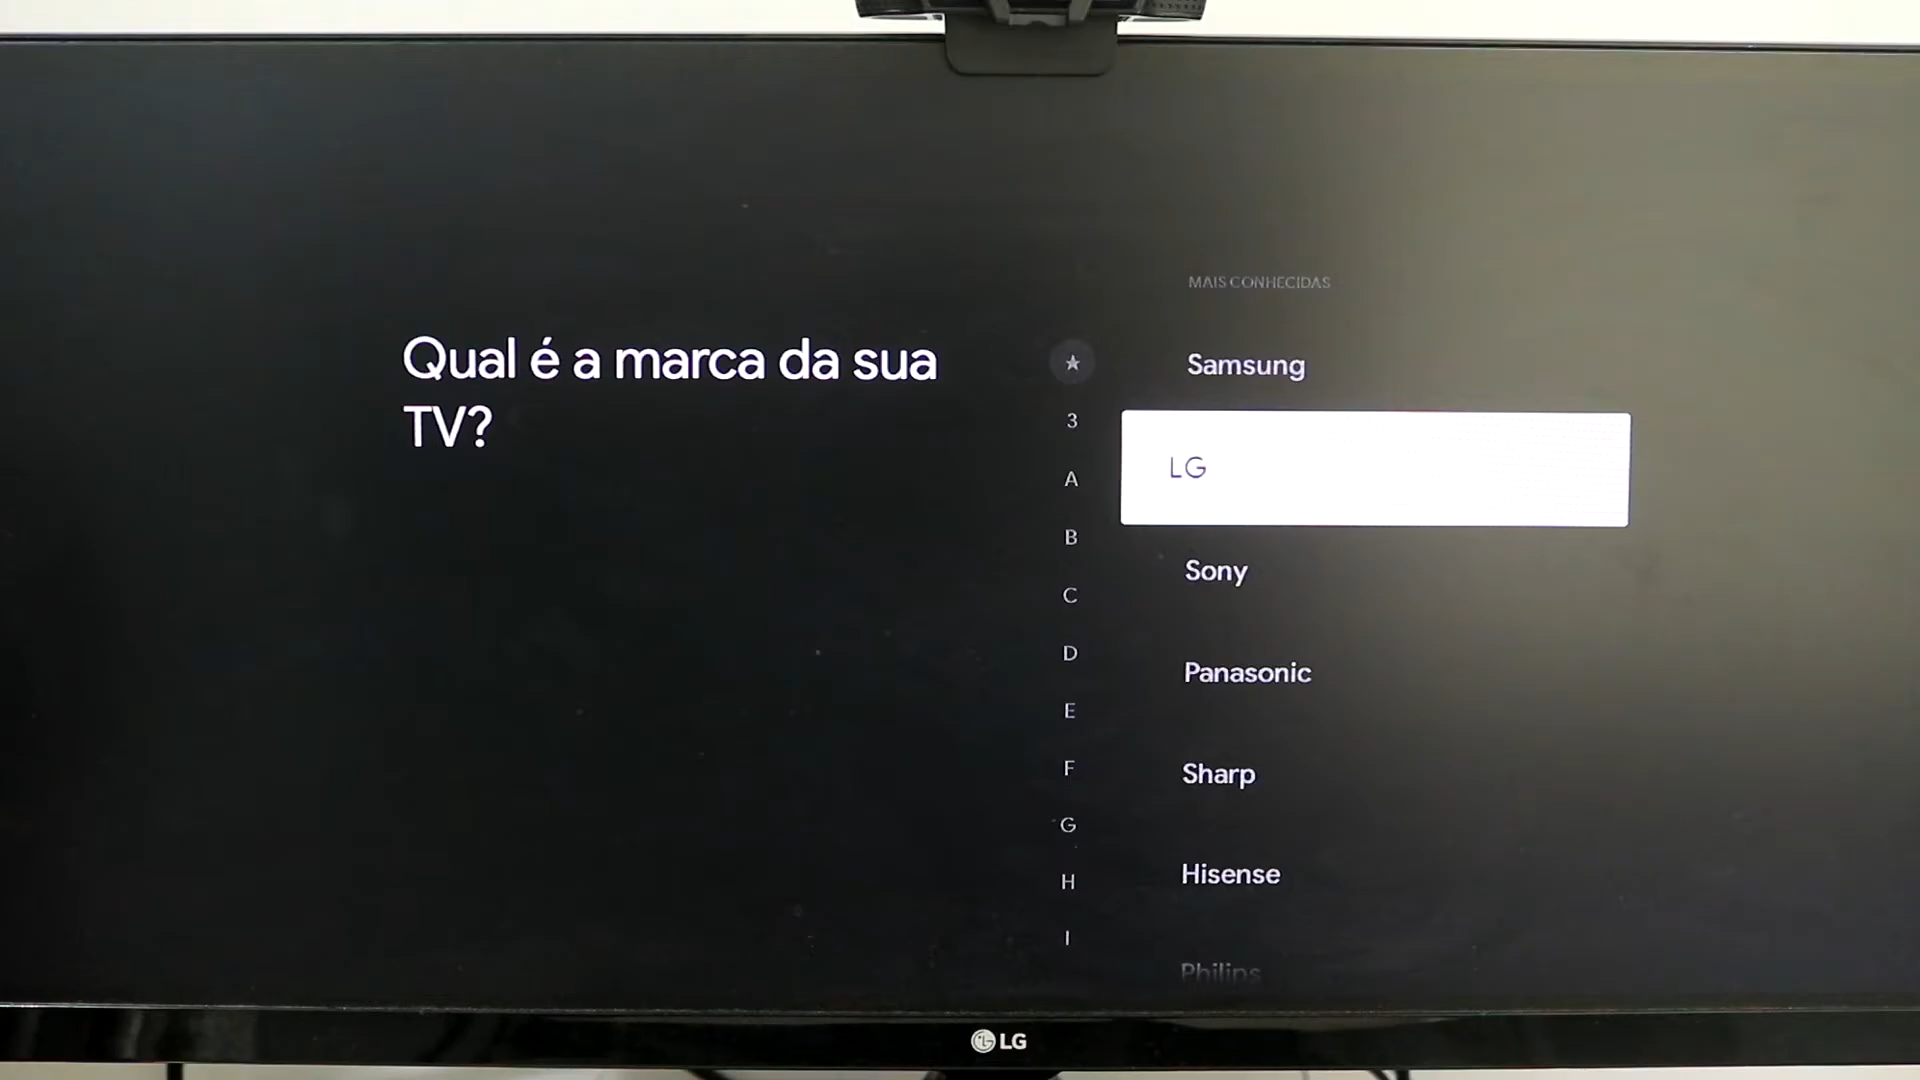 MAIS CONHECIDAS
Qual é a marca da sua
TV?
★
3
A
B
C
D
E
F
G
H
I
Samsung
LG
Sony
Panasonic
Sharp
Hisense
Philips
LG